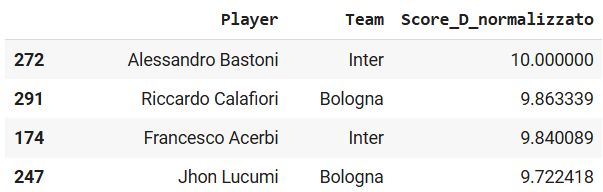 Player Team Score_D_normalizzato
272 Alessandro Bastoni Inter 10.000000
291 Riccardo Calafiori Bologna 9.863339
174 Francesco Acerbi Inter 9.840089
247 Jhon Lucumi Bologna 9.722418